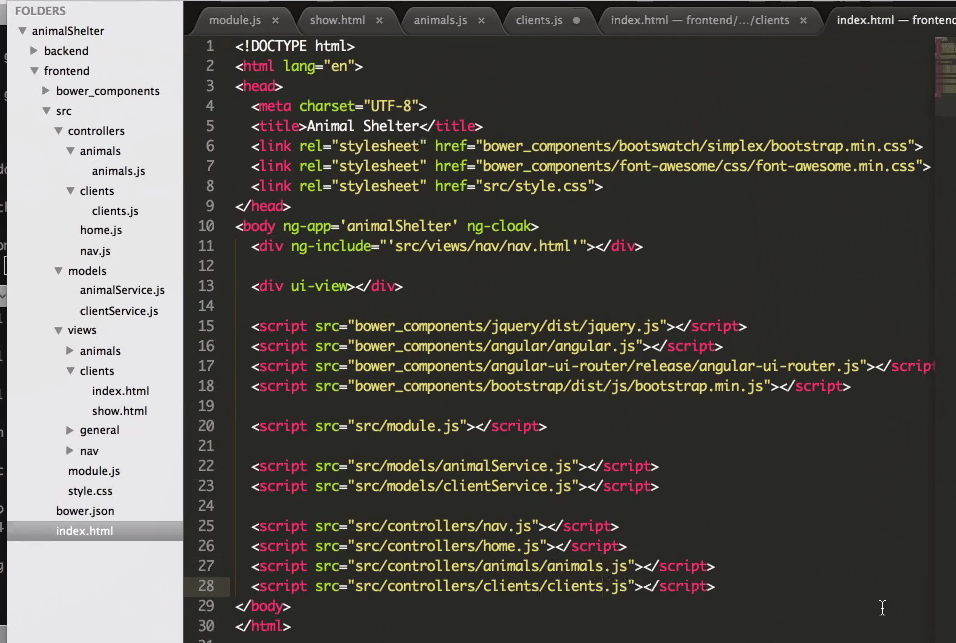 FOLDERS
animalShelter
backend
frontend
bower_components
src
controllers
animals
animals.js
clients
clients.js
home.js
nav.js
models
animalService.js
clientService.js
views
animals
clients
index.html
show.html
general
nav
module.js
style.css
bower.json
index.html
module.js × show.html × animals.js × clients.js ● index.html — frontend/.../clients × index.html — frontend
1 <!DOCTYPE html>
2 <html lang="en">
3 <head>
4 <meta charset="UTF-8">
5 <title>Animal Shelter</title>
6 <link rel="stylesheet" href="bower_components/bootswatch/simplex/bootstrap.min.css">
7 <link rel="stylesheet" href="bower_components/font-awesome/css/font-awesome.min.css">
8 <link rel="stylesheet" href="src/style.css">
9 </head>
10 <body ng-app='animalShelter' ng-cloak>
11 <div ng-include="'src/views/nav/nav.html'"></div>
12
13 <div ui-view></div>
14
15 <script src="bower_components/jquery/dist/jquery.js"></script>
16 <script src="bower_components/angular/angular.js"></script>
17 <script src="bower_components/angular-ui-router/release/angular-ui-router.js"></script
18 <script src="bower_components/bootstrap/dist/js/bootstrap.min.js"></script>
19
20 <script src="src/module.js"></script>
21
22 <script src="src/models/animalService.js"></script>
23 <script src="src/models/clientService.js"></script>
24
25 <script src="src/controllers/nav.js"></script>
26 <script src="src/controllers/home.js"></script>
27 <script src="src/controllers/animals/animals.js"></script>
28 <script src="src/controllers/clients/clients.js"></script>
29 </body>
30 </html>